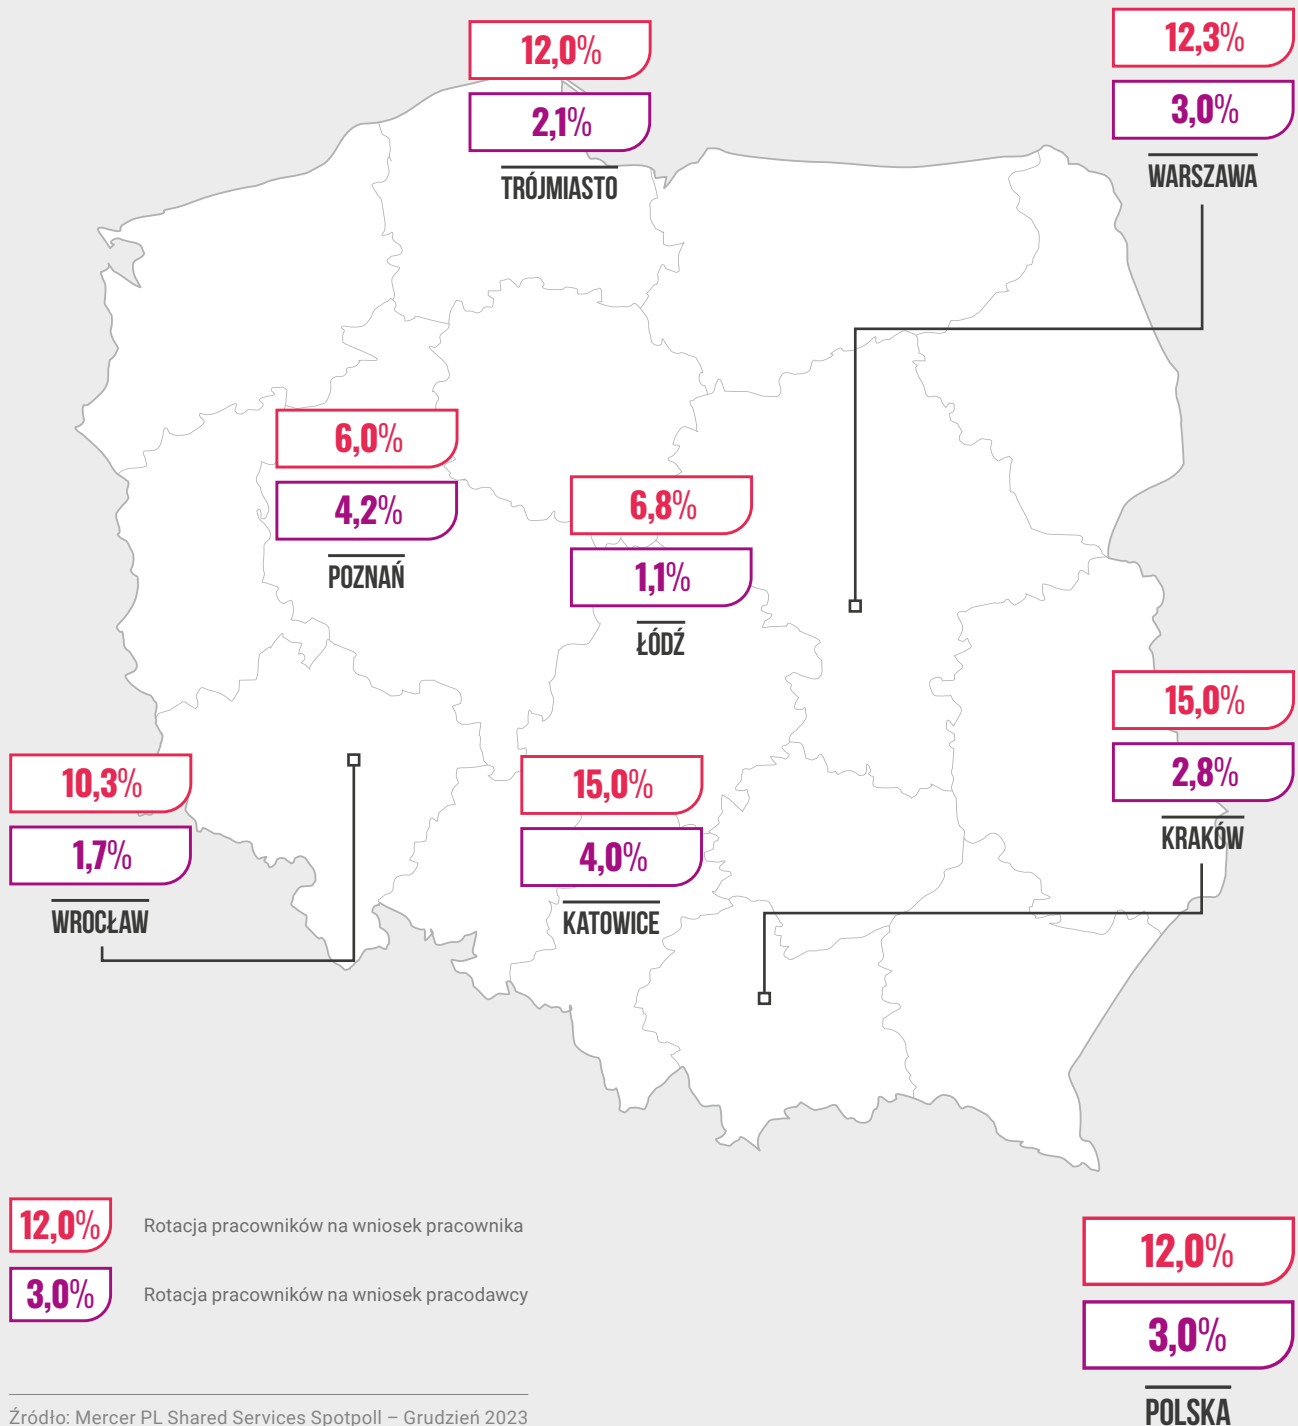 12,0%
2,1%
TRÓJMIASTO
12,3%
3,0%
WARSZAWA
6,0%
4,2%
POZNAŃ
6,8%
1,1%
ŁÓDŹ
15,0%
2,8%
KRAKÓW
10,3%
1,7%
WROCŁAW
15,0%
4,0%
KATOWICE
12,0% Rotacja pracowników na wniosek pracownika
3,0% Rotacja pracowników na wniosek pracodawcy
12,0%
3,0%
POLSKA
Źródło: Mercer PL Shared Services Spotpoll – Grudzień 2023